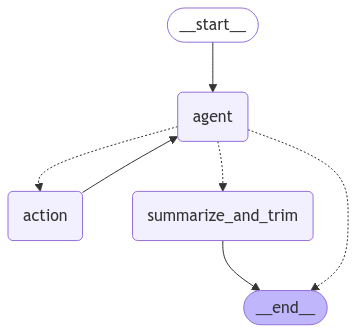 __start__
agent
action
summarize_and_trim
__end__